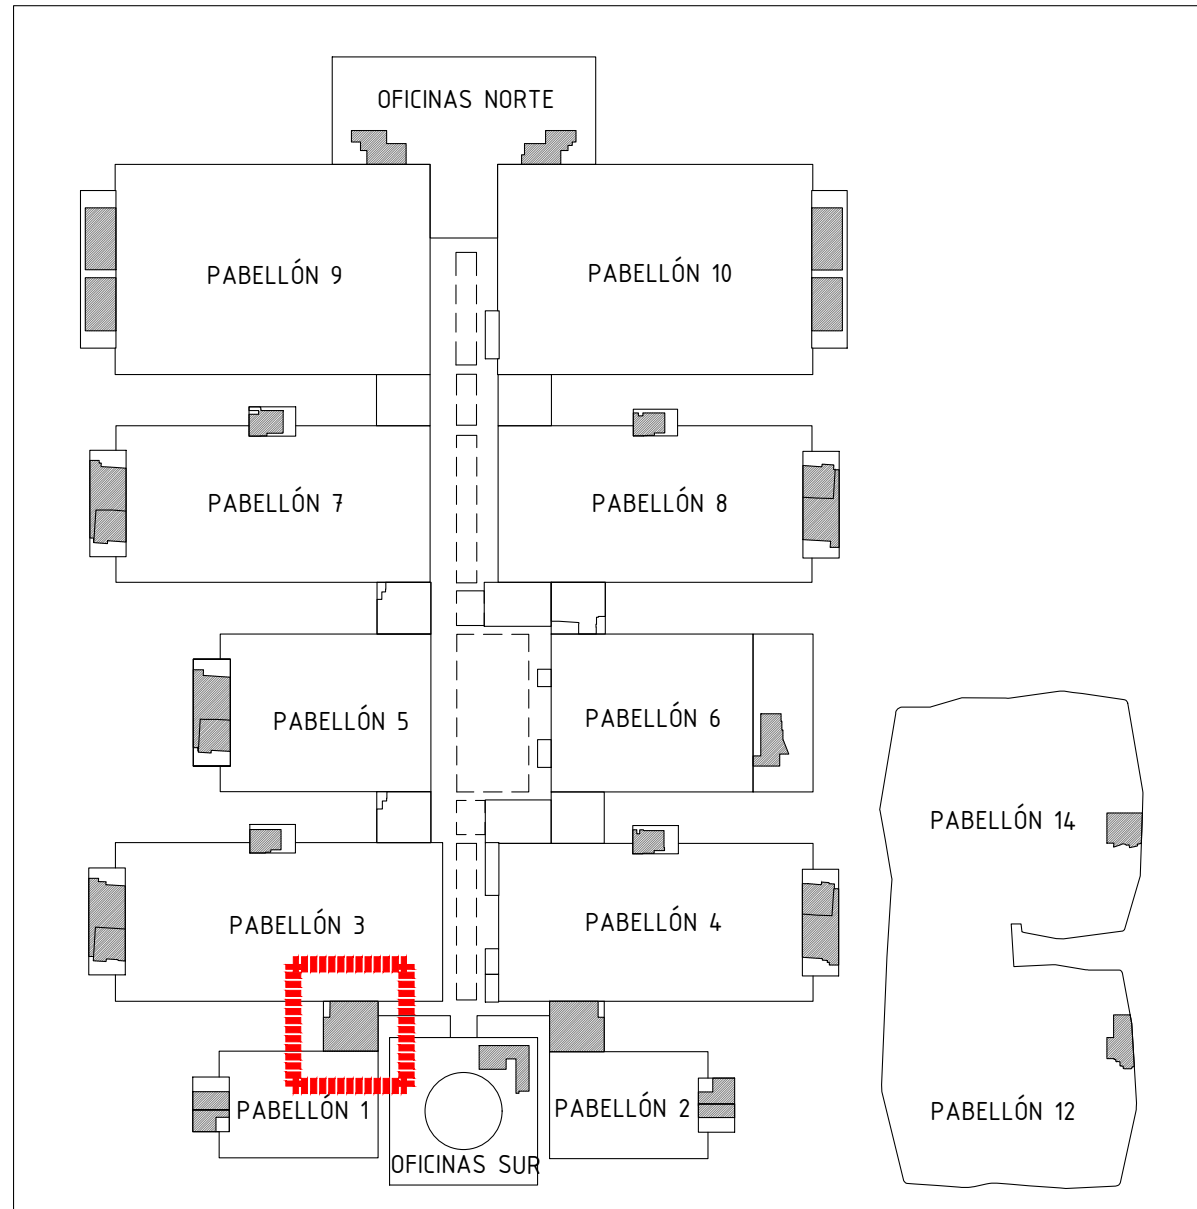 OFICINAS NORTE
PABELLÓN 9
PABELLÓN 10
PABELLÓN 7
PABELLÓN 8
PABELLÓN 5
PABELLÓN 6
PABELLÓN 14
PABELLÓN 3
PABELLÓN 4
PABELLÓN 1
PABELLÓN 2
PABELLÓN 12
OFICINAS SUR